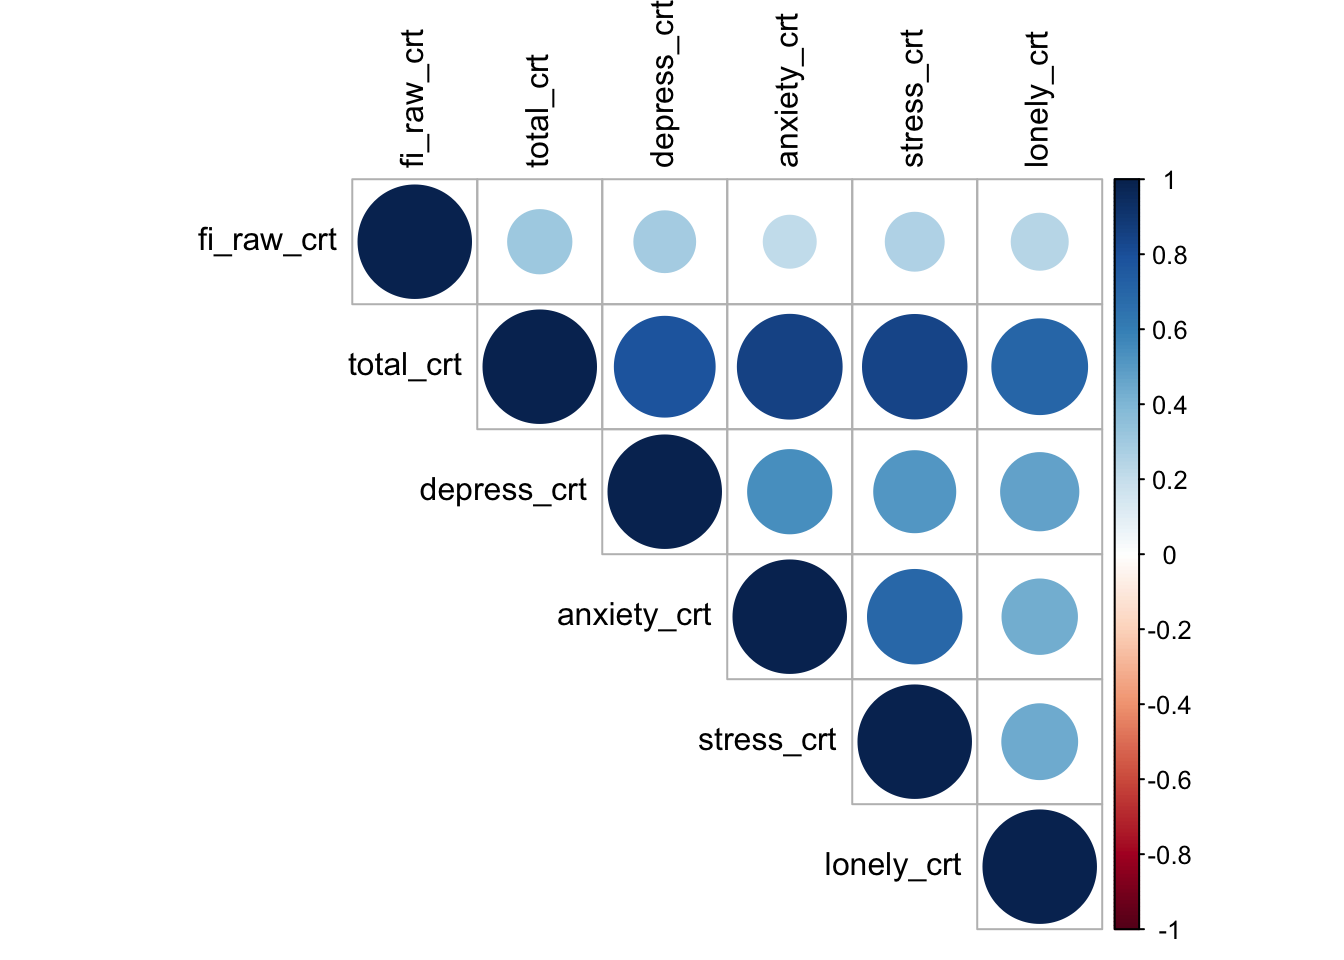 fi_raw_crt
total_crt
depress_crt
anxiety_crt
stress_crt
lonely_crt
fi_raw_crt
total_crt
depress_crt
anxiety_crt
stress_crt
lonely_crt
1
0.8
0.6
0.4
0.2
0
-0.2
-0.4
-0.6
-0.8
-1